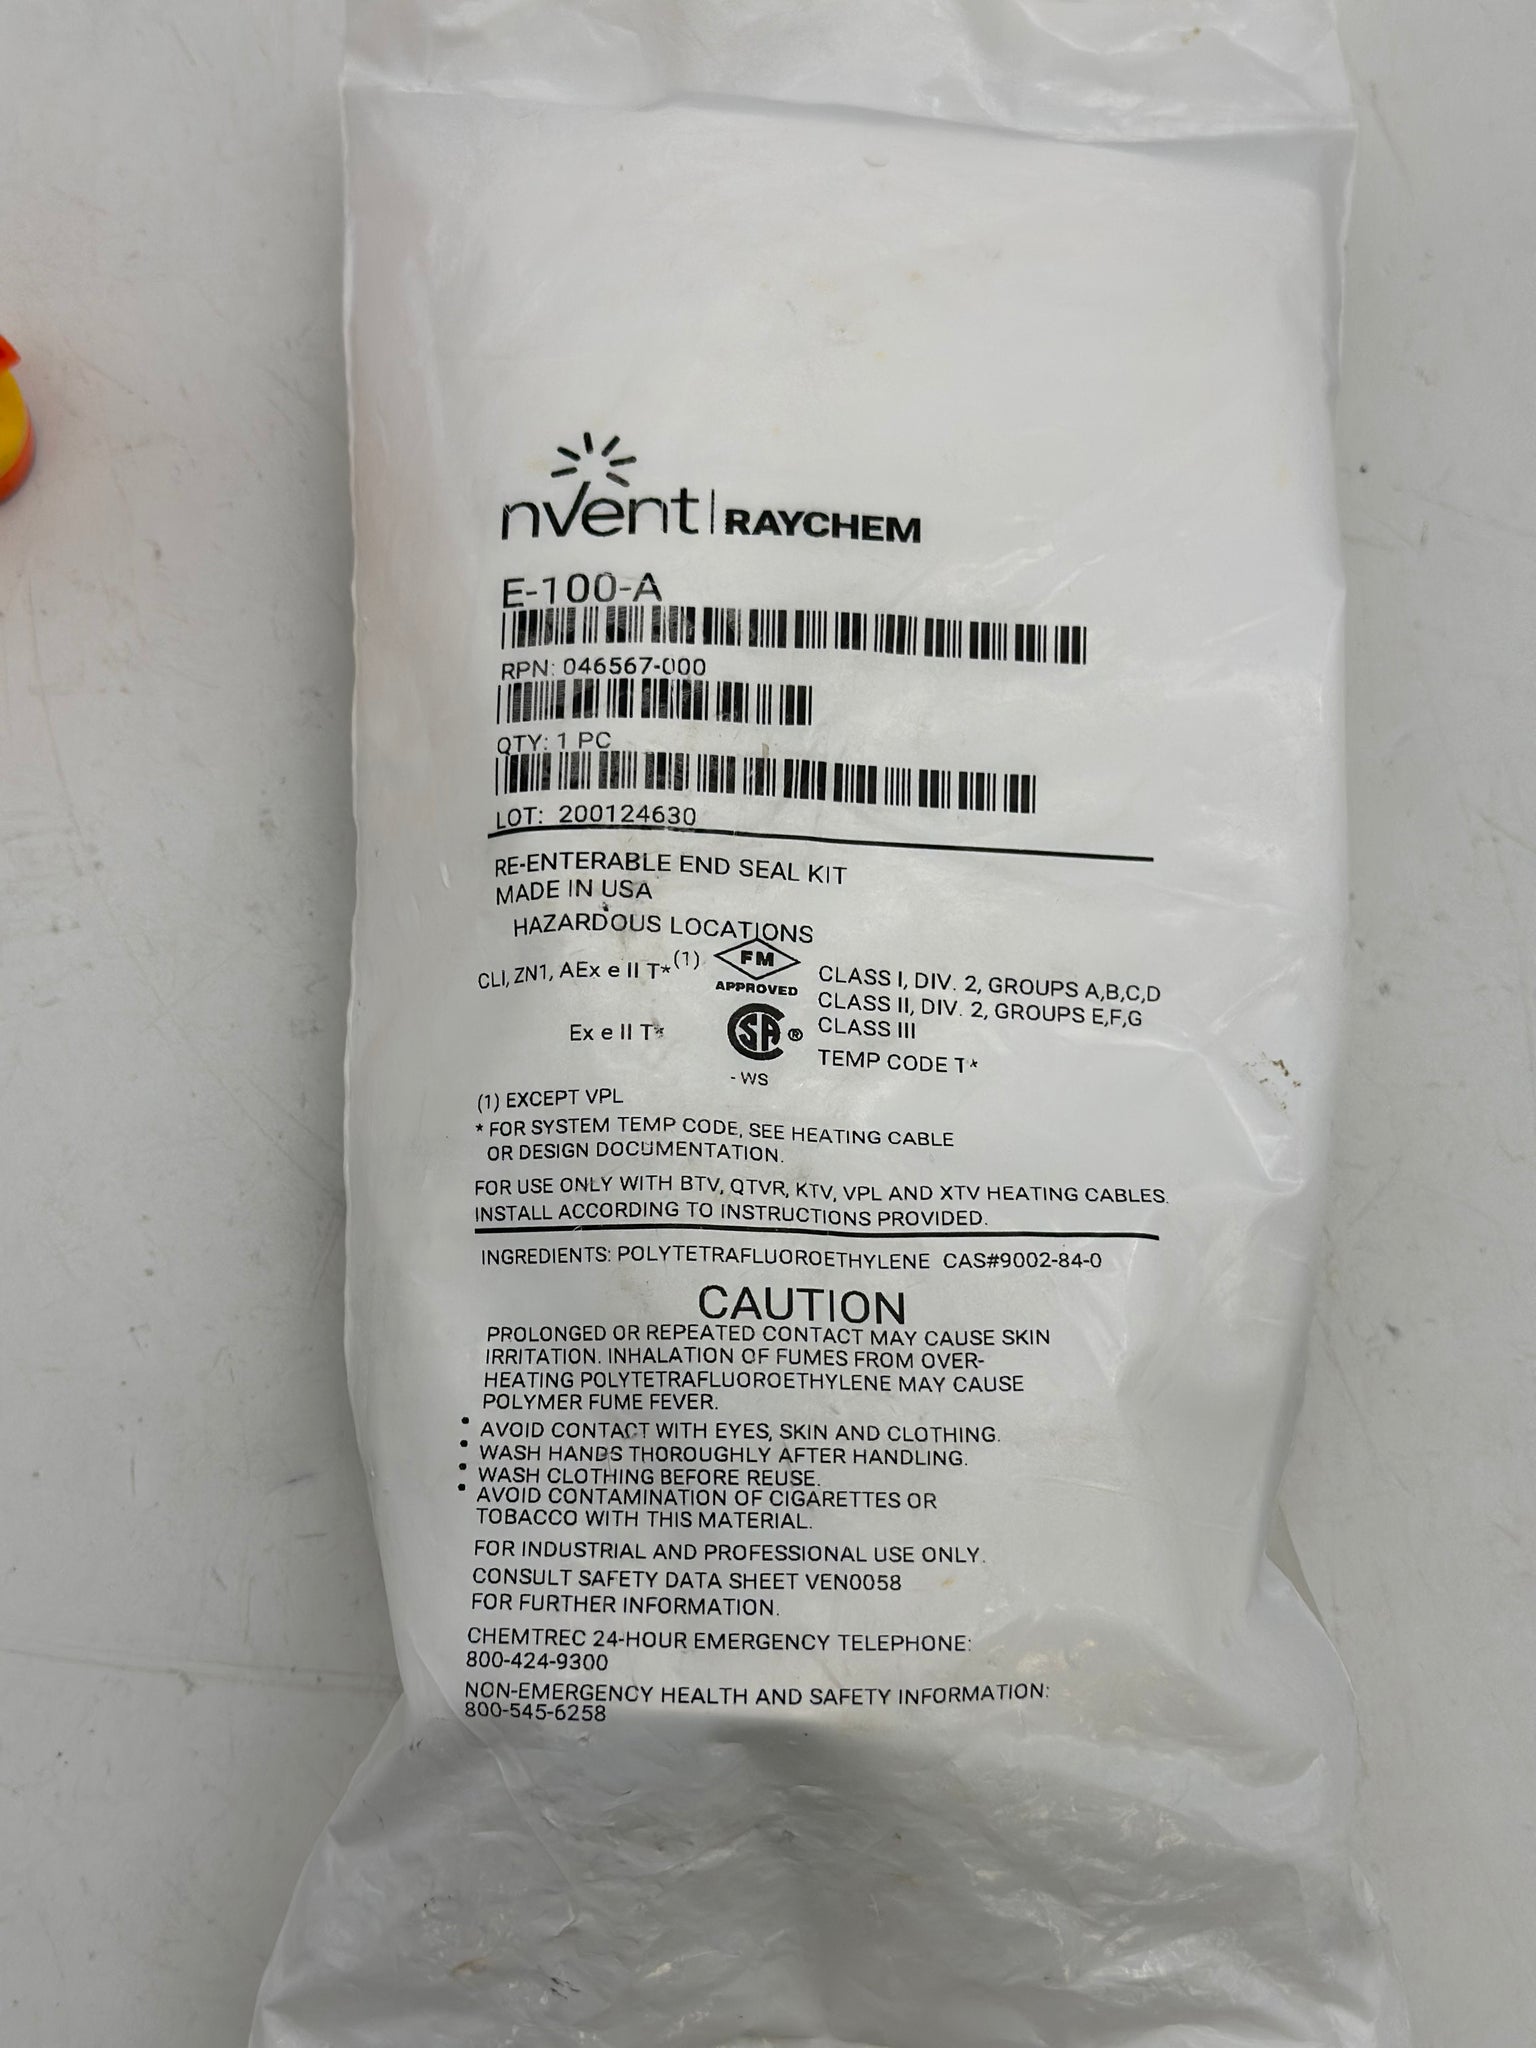 nVent | RAYCHEM
E-100-A
RPN: 046567-000
QTY: 1 PC
LOT: 200124630
RE-ENTERABLE END SEAL KIT
MADE IN USA
HAZARDOUS LOCATIONS
CLI, ZN1, AEx e II T*(1)
Ex e II T*
FM
APPROVED
SA ®
- WS
CLASS I, DIV. 2, GROUPS A,B,C,D
CLASS II, DIV. 2, GROUPS E,F,G
CLASS III
TEMP CODE T*
(1) EXCEPT VPL
* FOR SYSTEM TEMP CODE, SEE HEATING CABLE
OR DESIGN DOCUMENTATION.
FOR USE ONLY WITH BTV, QTVR, KTV, VPL AND XTV HEATING CABLES.
INSTALL ACCORDING TO INSTRUCTIONS PROVIDED.
INGREDIENTS: POLYTETRAFLUOROETHYLENE CAS#9002-84-0
CAUTION
PROLONGED OR REPEATED CONTACT MAY CAUSE SKIN
IRRITATION. INHALATION OF FUMES FROM OVER-
HEATING POLYTETRAFLUOROETHYLENE MAY CAUSE
POLYMER FUME FEVER.
• AVOID CONTACT WITH EYES, SKIN AND CLOTHING.
• WASH HANDS THOROUGHLY AFTER HANDLING.
• WASH CLOTHING BEFORE REUSE.
• AVOID CONTAMINATION OF CIGARETTES OR
TOBACCO WITH THIS MATERIAL.
FOR INDUSTRIAL AND PROFESSIONAL USE ONLY.
CONSULT SAFETY DATA SHEET VEN0058
FOR FURTHER INFORMATION.
CHEMTREC 24-HOUR EMERGENCY TELEPHONE:
800-424-9300
NON-EMERGENCY HEALTH AND SAFETY INFORMATION:
800-545-6258